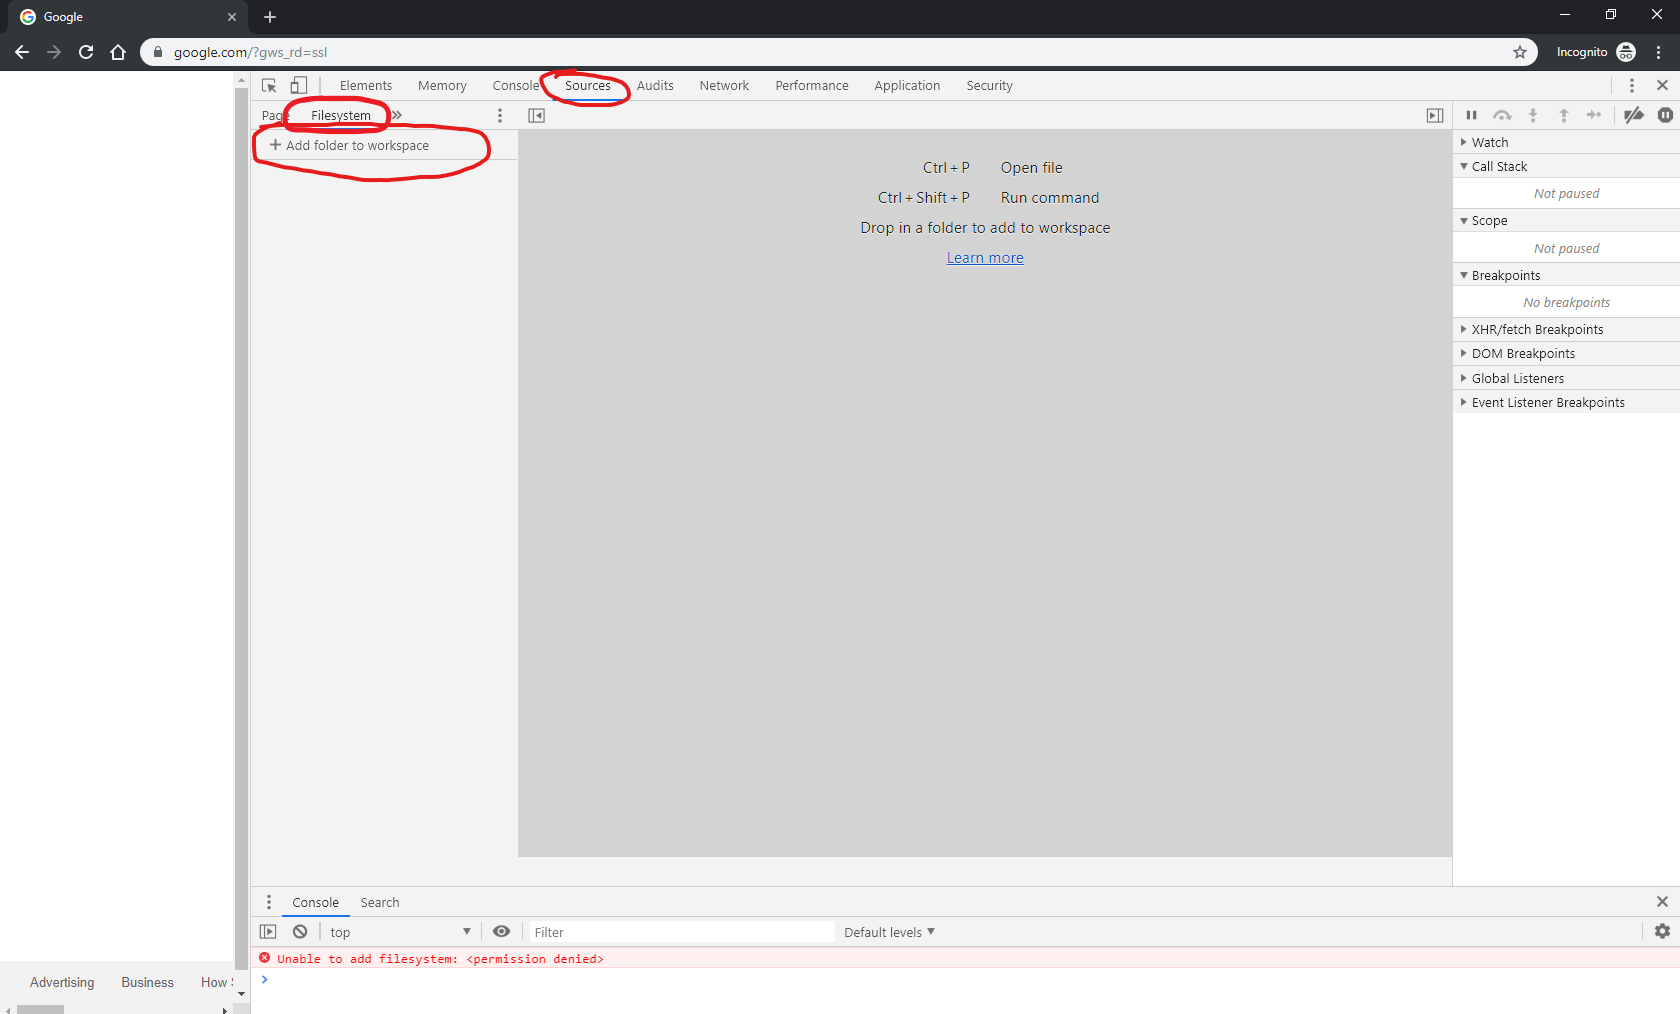 Google
google.com/?gws_rd=ssl
Incognito
Elements Memory Console Sources Audits Network Performance Application Security
Page Filesystem »
+ Add folder to workspace
Ctrl + P Open file
Ctrl + Shift + P Run command
Drop in a folder to add to workspace
Learn more
Watch
Call Stack
Not paused
Scope
Not paused
Breakpoints
No breakpoints
XHR/fetch Breakpoints
DOM Breakpoints
Global Listeners
Event Listener Breakpoints
Console Search
top Filter Default levels
Unable to add filesystem: <permission denied>
Advertising Business How